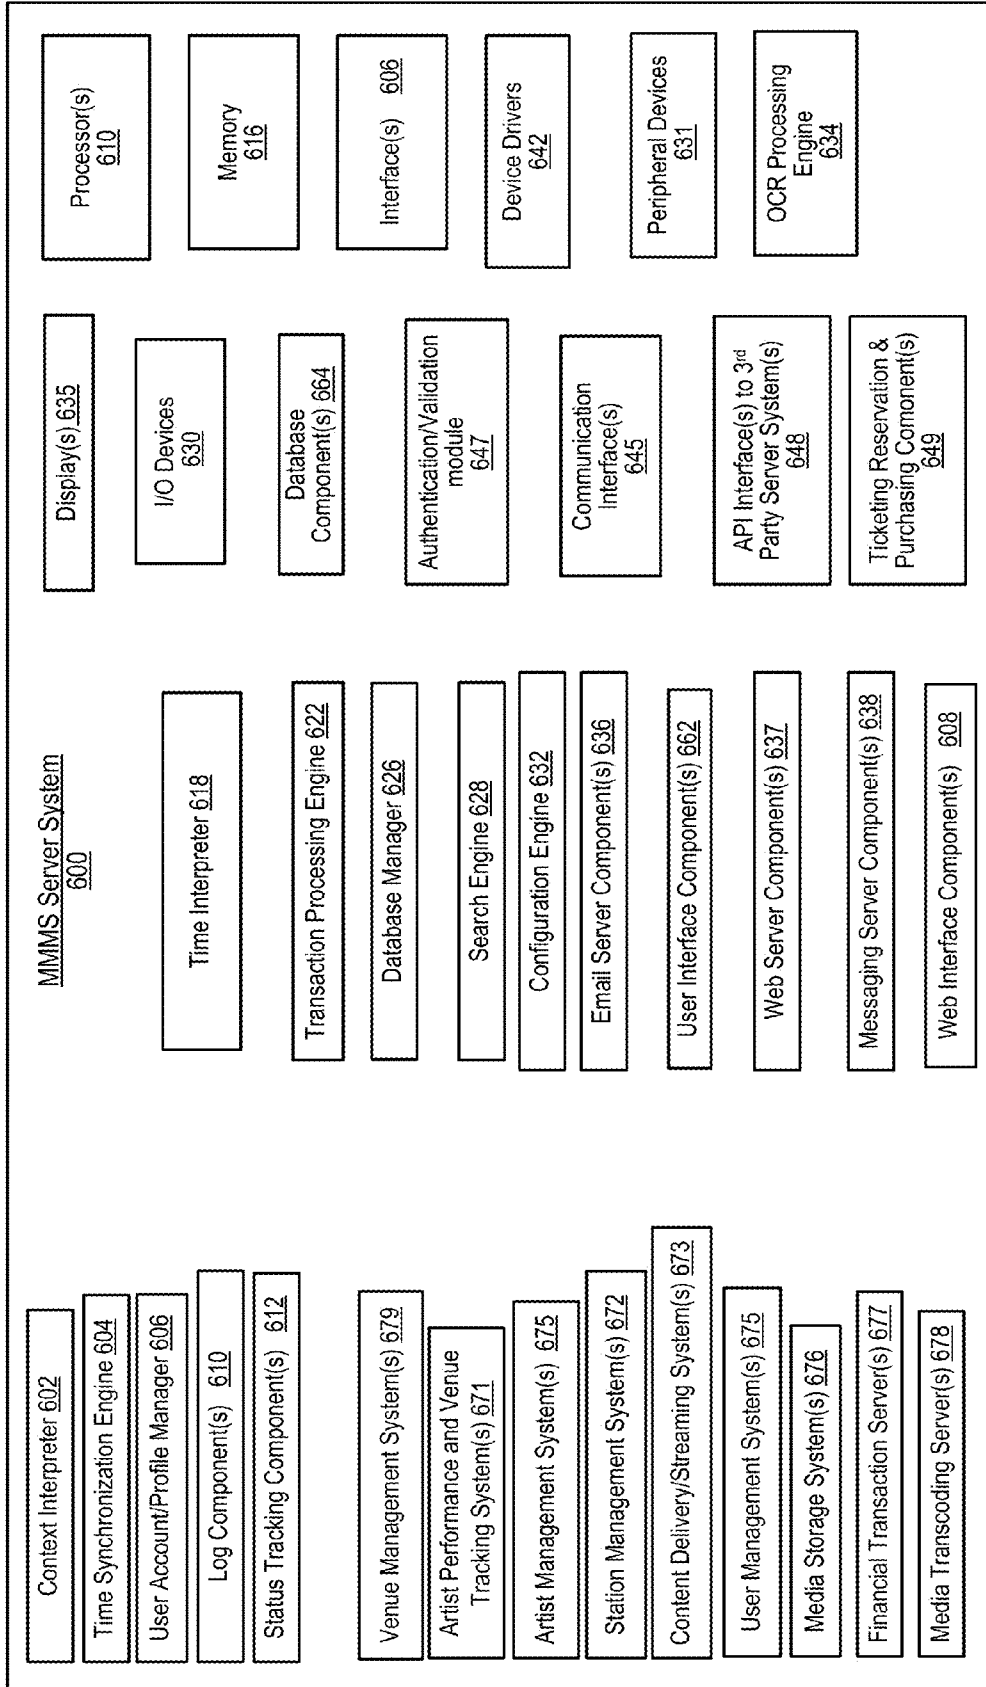 MMMS Server System
600
Context Interpreter 602
Time Synchronization Engine 604
User Account/Profile Manager 606
Log Component(s) 610
Status Tracking Component(s) 612
Venue Management System(s) 679
Artist Performance and Venue
Tracking System(s) 671
Artist Management System(s) 675
Station Management System(s) 672
Content Delivery/Streaming System(s) 673
User Management System(s) 675
Media Storage System(s) 676
Financial Transaction Server(s) 677
Media Transcoding Server(s) 678
Time Interpreter 618
Transaction Processing Engine 622
Database Manager 626
Search Engine 628
Configuration Engine 632
Email Server Component(s) 636
User Interface Component(s) 662
Web Server Component(s) 637
Messaging Server Component(s) 638
Web Interface Component(s) 608
Display(s) 635
I/O Devices
630
Database
Component(s) 664
Authentication/Validation
module
647
Communication
Interface(s)
645
API Interface(s) to 3rd
Party Server System(s)
648
Ticketing Reservation &
Purchasing Comonent(s)
649
Processor(s)
610
Memory
616
Interface(s) 606
Device Drivers
642
Peripheral Devices
631
OCR Processing
Engine
634